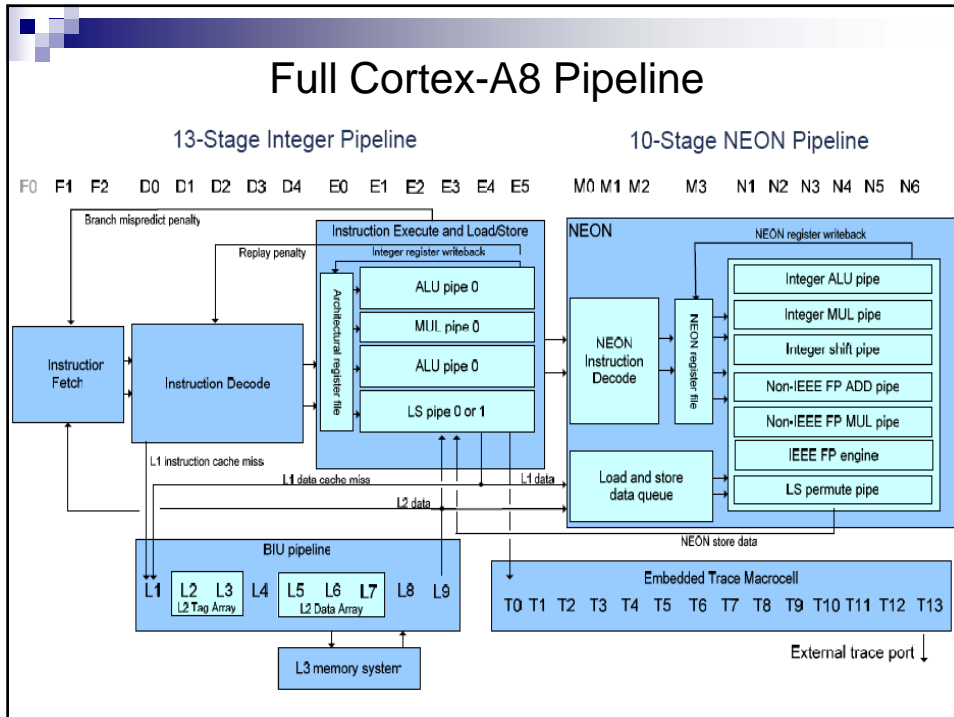 Full Cortex-A8 Pipeline
13-Stage Integer Pipeline
10-Stage NEON Pipeline
F0 F1 F2 D0 D1 D2 D3 D4 E0 E1 E2 E3 E4 E5 M0 M1 M2 M3 N1 N2 N3 N4 N5 N6
Branch mispredict penalty
Replay penalty
Instruction Execute and Load/Store
Integer register writeback
NEON
NEON register writeback
Instruction
Fetch
Instruction Decode
Architectural register file
ALU pipe 0
MUL pipe 0
ALU pipe 0
LS pipe 0 or 1
NEON
Instruction
Decode
NEON register file
Integer ALU pipe
Integer MUL pipe
Integer shift pipe
Non-IEEE FP ADD pipe
Non-IEEE FP MUL pipe
IEEE FP engine
LS permute pipe
Load and store
data queue
L1 instruction cache miss
L1 data cache miss
L1 data
L2 data
NEON store data
BIU pipeline
L1 L2 L3 L4 L5 L6 L7 L8 L9
L2 Tag Array
L2 Data Array
L3 memory system
Embedded Trace Macrocell
T0 T1 T2 T3 T4 T5 T6 T7 T8 T9 T10 T11 T12 T13
External trace port